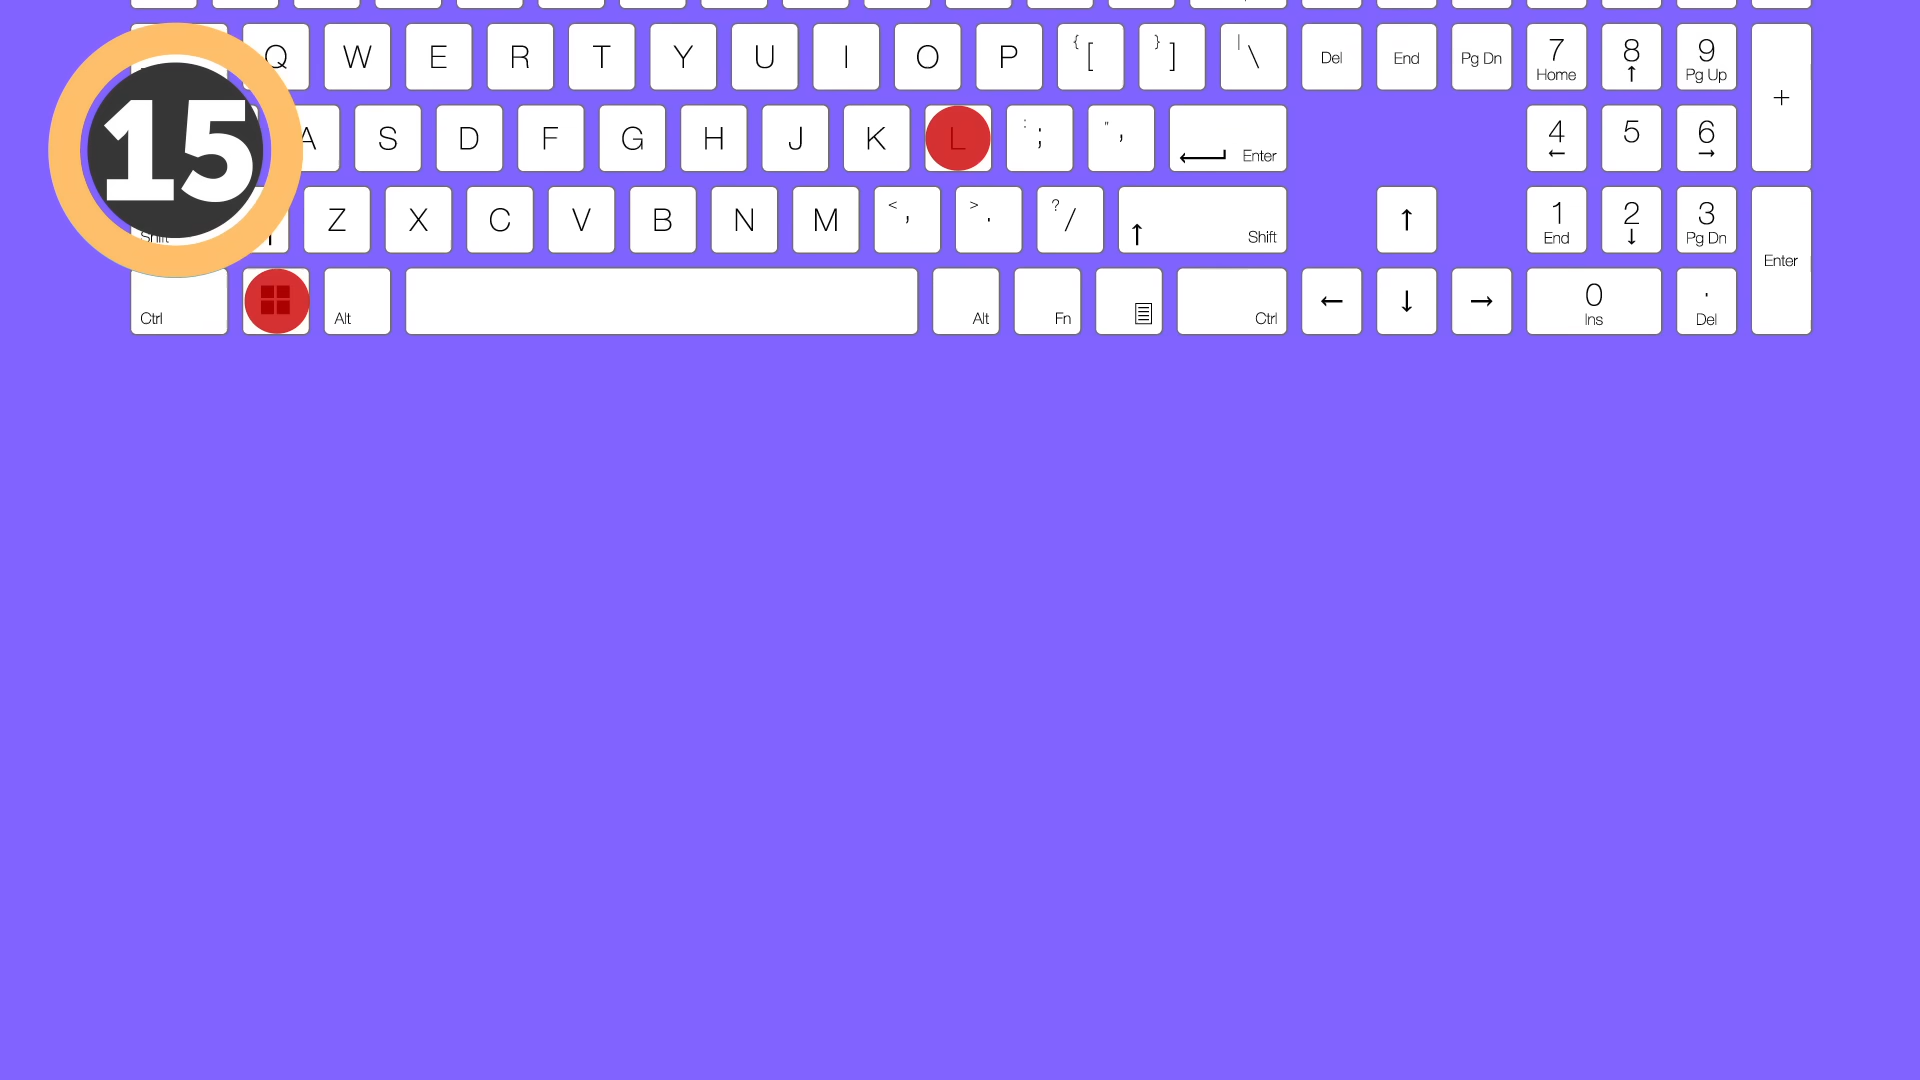 15
Q W E R T Y U I O P { [ } ] | \ Del End Pg Dn 7 Home 8 ↑ 9 Pg Up +
A S D F G H J K L : ; " , Enter 4 ← 5 6 →
Shift Z X C V B N M < , > . ? / ↑ Shift ↑ 1 End 2 ↓ 3 Pg Dn Enter
Ctrl Alt Alt Fn Ctrl ← ↓ → 0 Ins . Del